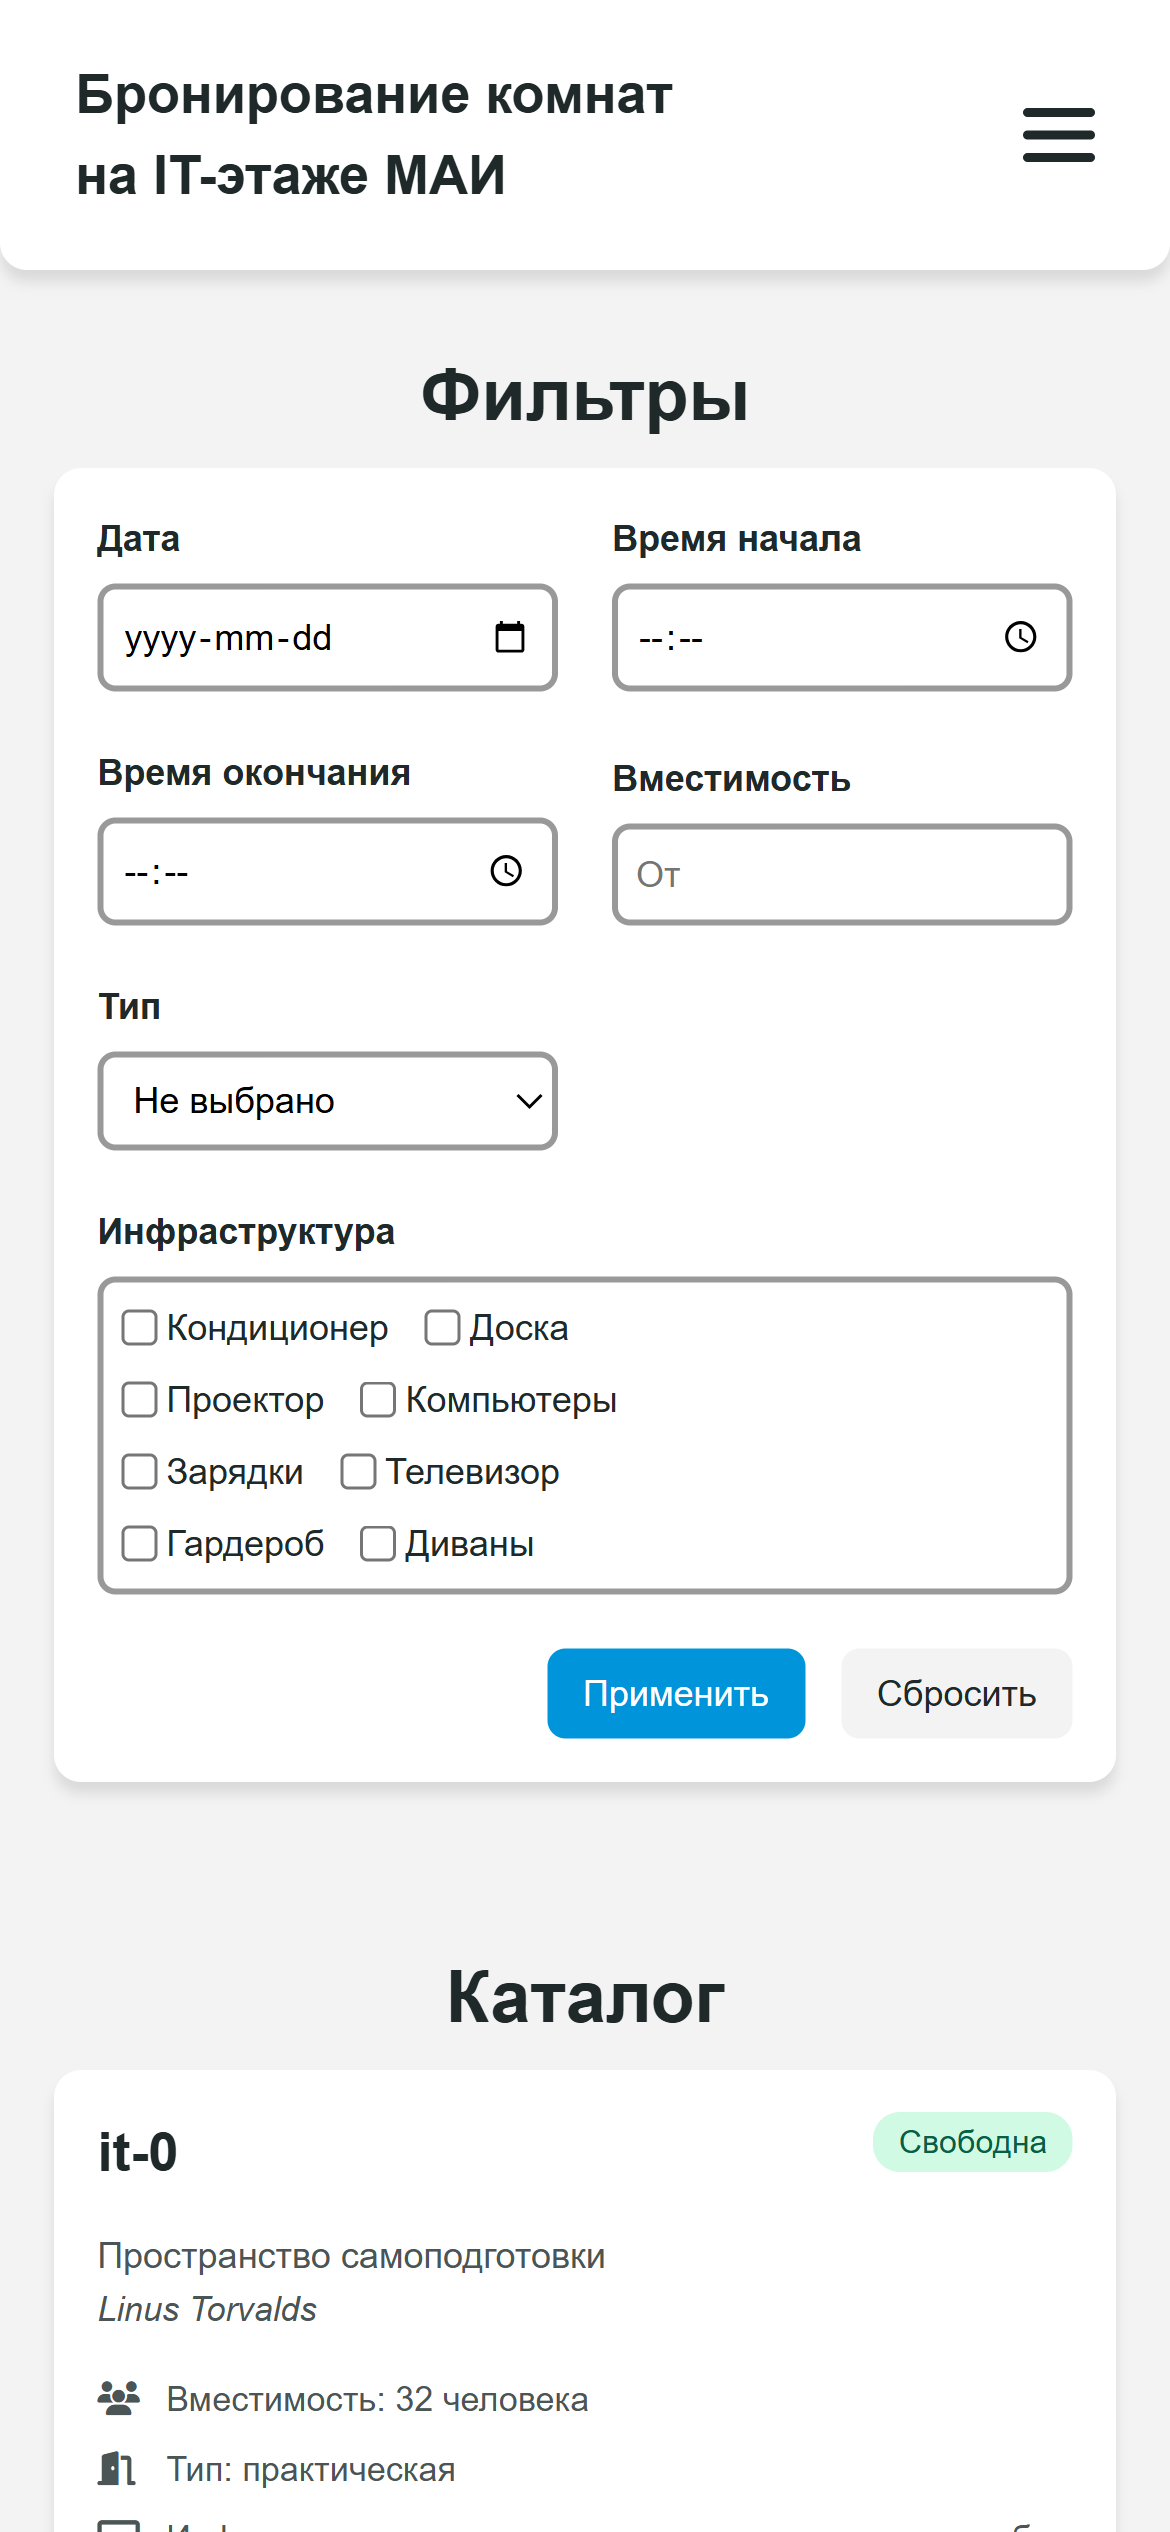 Бронирование комнат
на IT-этаже МАИ
Фильтры
Дата
Время начала
yyyy-mm-dd
--:--
Время окончания
Вместимость
--:--
От
Тип
Не выбрано
Инфраструктура
Кондиционер
Доска
Проектор
Компьютеры
Зарядки
Телевизор
Гардероб
Диваны
Применить
Сбросить
Каталог
it-0
Свободна
Пространство самоподготовки
Linus Torvalds
Вместимость: 32 человека
Тип: практическая